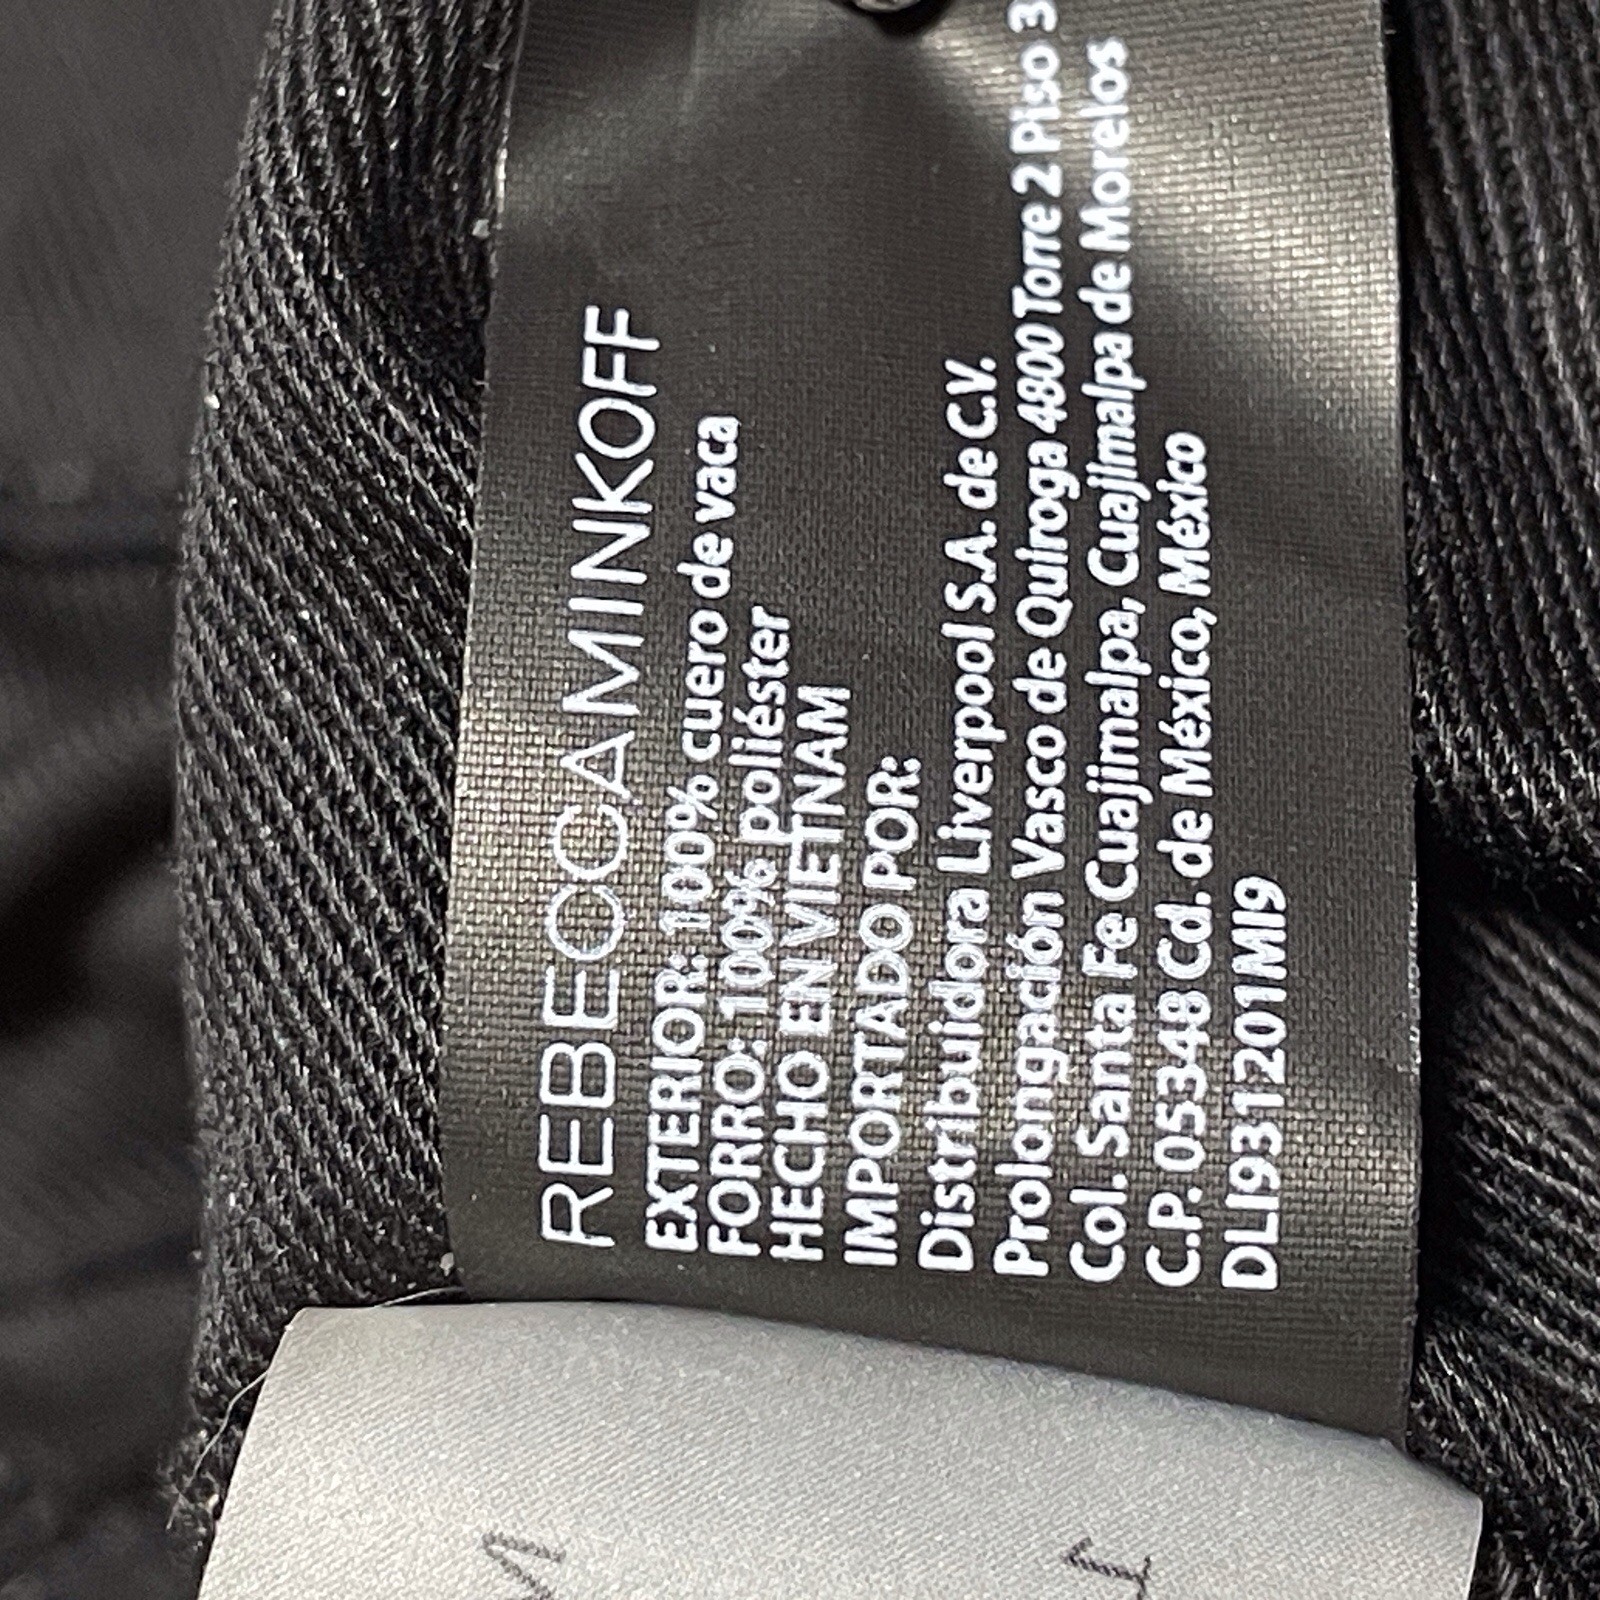 REBECCAMINKOFF
EXTERIOR: 100% cuero de vaca
FORRO: 100% poliéster
HECHO EN VIETNAM
IMPORTADO POR:
Distribuidora Liverpool S.A. de C.V.
Prolongación Vasco de Quiroga 4800 Torre 2 Piso 3
Col. Santa Fe Cuajimalpa, Cuajimalpa de Morelos
C.P. 05348 Cd. de México, México
DLI931201MI9